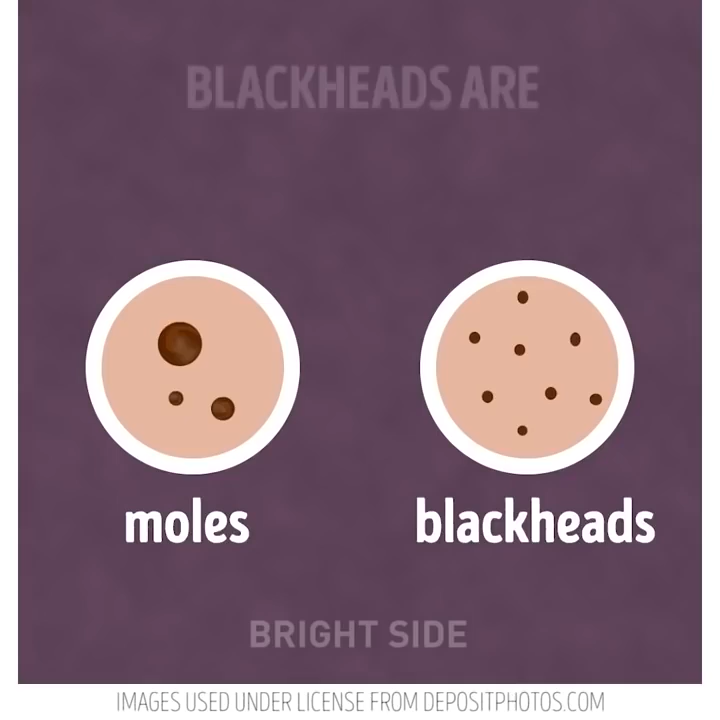 BLACKHEADS ARE
moles
blackheads
BRIGHT SIDE
IMAGES USED UNDER LICENSE FROM DEPOSITPHOTOS.COM